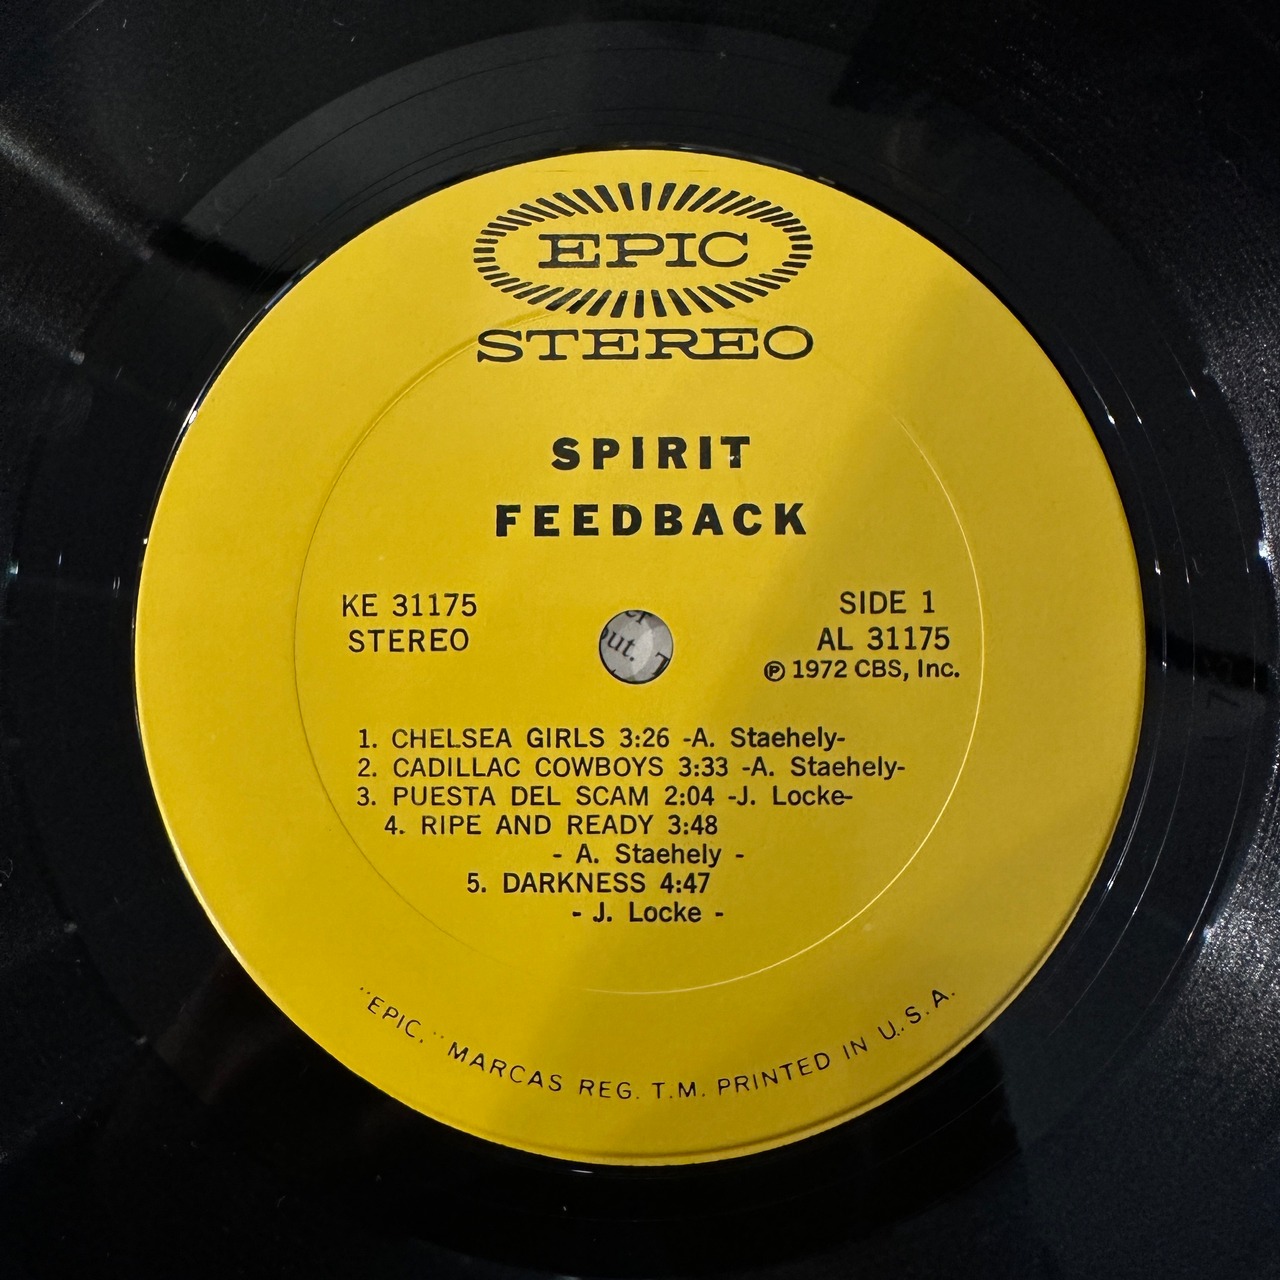 EPIC
STEREO
SPIRIT
FEEDBACK
KE 31175
STEREO
SIDE 1
AL 31175
℗ 1972 CBS, Inc.
out.
1. CHELSEA GIRLS 3:26 -A. Staehely-
2. CADILLAC COWBOYS 3:33 -A. Staehely-
3. PUESTA DEL SCAM 2:04 -J. Locke-
4. RIPE AND READY 3:48
- A. Staehely -
5. DARKNESS 4:47
- J. Locke -
"EPIC," MARCAS REG. T.M. PRINTED IN U.S.A.